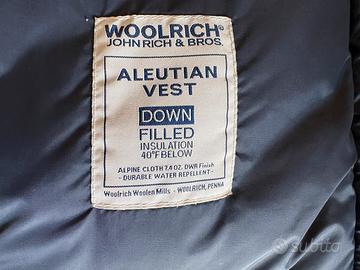 WOOLRICH®
JOHN RICH & BROS.
ALEUTIAN
VEST
DOWN
FILLED
INSULATION
40°F BELOW
ALPINE CLOTH 7,4 OZ. DWR Finish
- DURABLE WATER REPELLENT -
Woolrich Woolen Mills - WOOLRICH, PENNA
subito